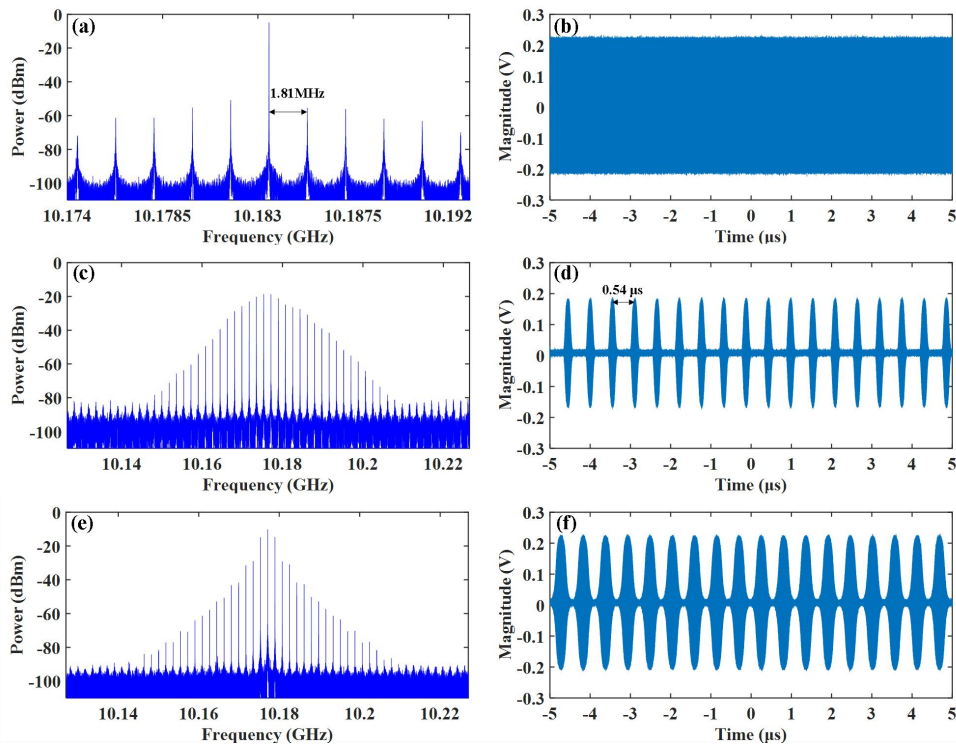 (a)
0
-20
-40
-60
-80
-100
Power (dBm)
1.81MHz
10.174 10.1785 10.183 10.1875 10.192
Frequency (GHz)
(b)
0.3
0.2
0.1
0
-0.1
-0.2
-0.3
Magnitude (V)
-5 -4 -3 -2 -1 0 1 2 3 4 5
Time (μs)
(c)
0
-20
-40
-60
-80
-100
Power (dBm)
10.14 10.16 10.18 10.2 10.22
Frequency (GHz)
(d)
0.3
0.2
0.1
0
-0.1
-0.2
-0.3
Magnitude (V)
0.54 μs
-5 -4 -3 -2 -1 0 1 2 3 4 5
Time (μs)
(e)
0
-20
-40
-60
-80
-100
Power (dBm)
10.14 10.16 10.18 10.2 10.22
Frequency (GHz)
(f)
0.3
0.2
0.1
0
-0.1
-0.2
-0.3
Magnitude (V)
-5 -4 -3 -2 -1 0 1 2 3 4 5
Time (μs)